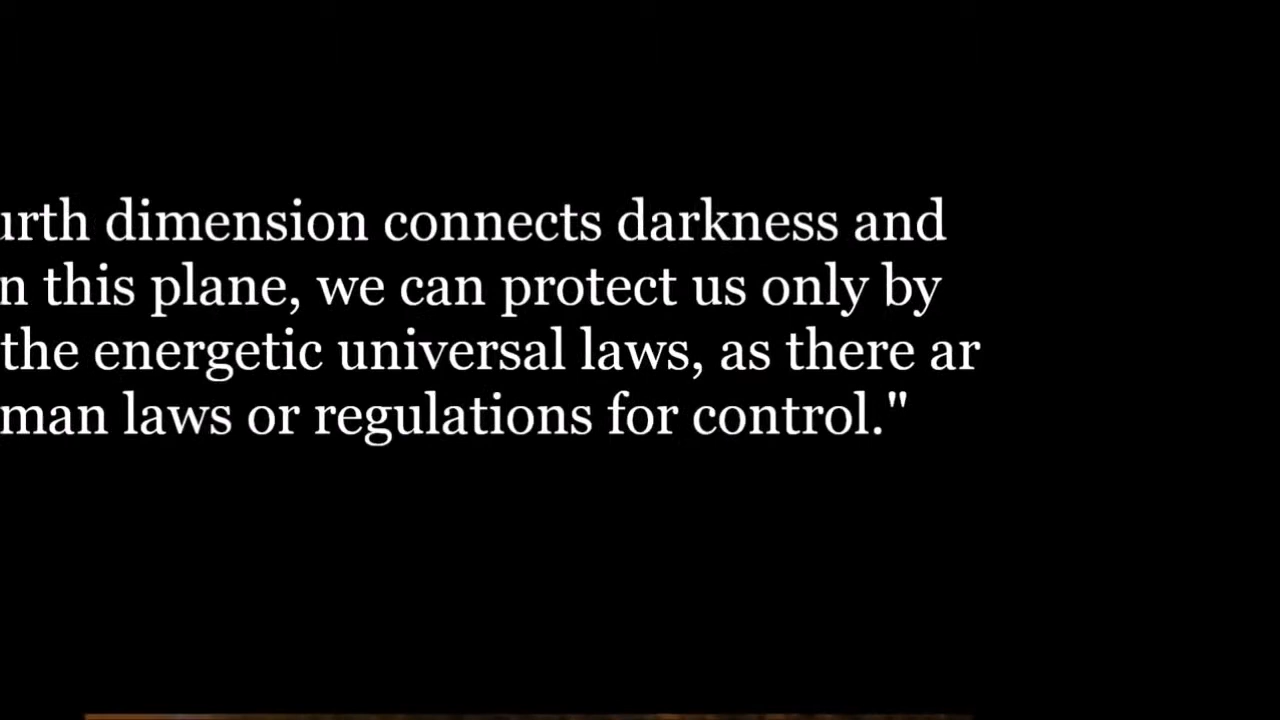 urth dimension connects darkness and
n this plane, we can protect us only by
the energetic universal laws, as there ar
man laws or regulations for control."